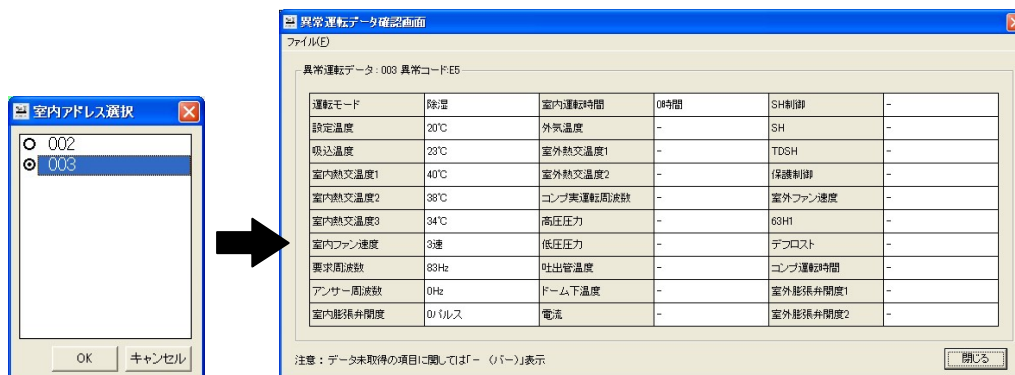 室内アドレス選択
002
003
OK キャンセル
異常運転データ確認画面
ファイル(F)
異常運転データ:003 異常コード:E5
運転モード 除湿 室内運転時間 0時間 SH制御 -
設定温度 20℃ 外気温度 - SH -
吸込温度 23℃ 室外熱交温度1 - TDSH -
室内熱交温度1 40℃ 室外熱交温度2 - 保護制御 -
室内熱交温度2 38℃ コンプ実運転周波数 - 室外ファン速度 -
室内熱交温度3 34℃ 高圧圧力 - 63H1 -
室内ファン速度 3速 低圧圧力 - デフロスト -
要求周波数 83Hz 吐出管温度 - コンプ運転時間 -
アンサー周波数 0Hz ドーム下温度 - 室外膨張弁開度1 -
室内膨張弁開度 0パルス 電流 - 室外膨張弁開度2 -
注意:データ未取得の項目に関しては「- (バー)」表示
閉じる